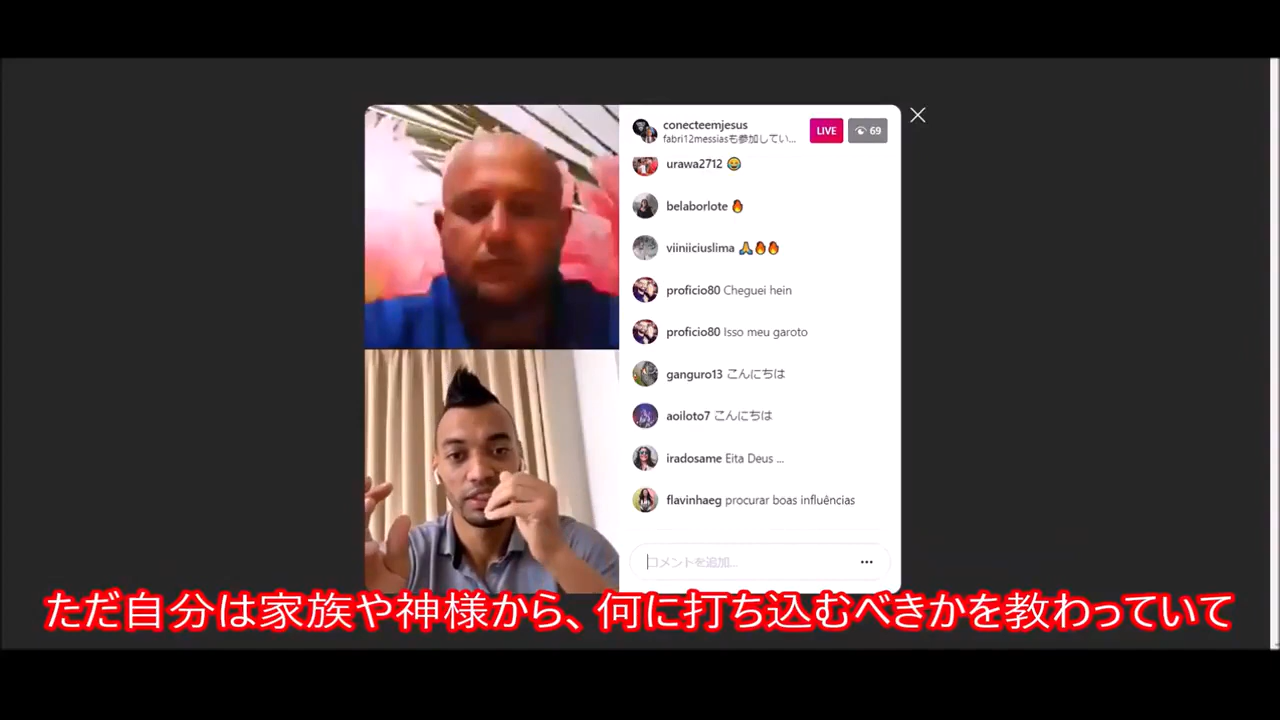 conecteemjesus
fabri12messiasも参加してい...
LIVE
69
urawa2712 😂
belaborlote 🔥
viiniiciuslima 🙏🔥🔥
proficio80 Cheguei hein
proficio80 Isso meu garoto
ganguro13 こんにちは
aoiloto7 こんにちは
iradosame Eita Deus ...
flavinhaeg procurar boas influências
コメントを追加...
ただ自分は家族や神様から、何に打ち込むべきかを教わっていて